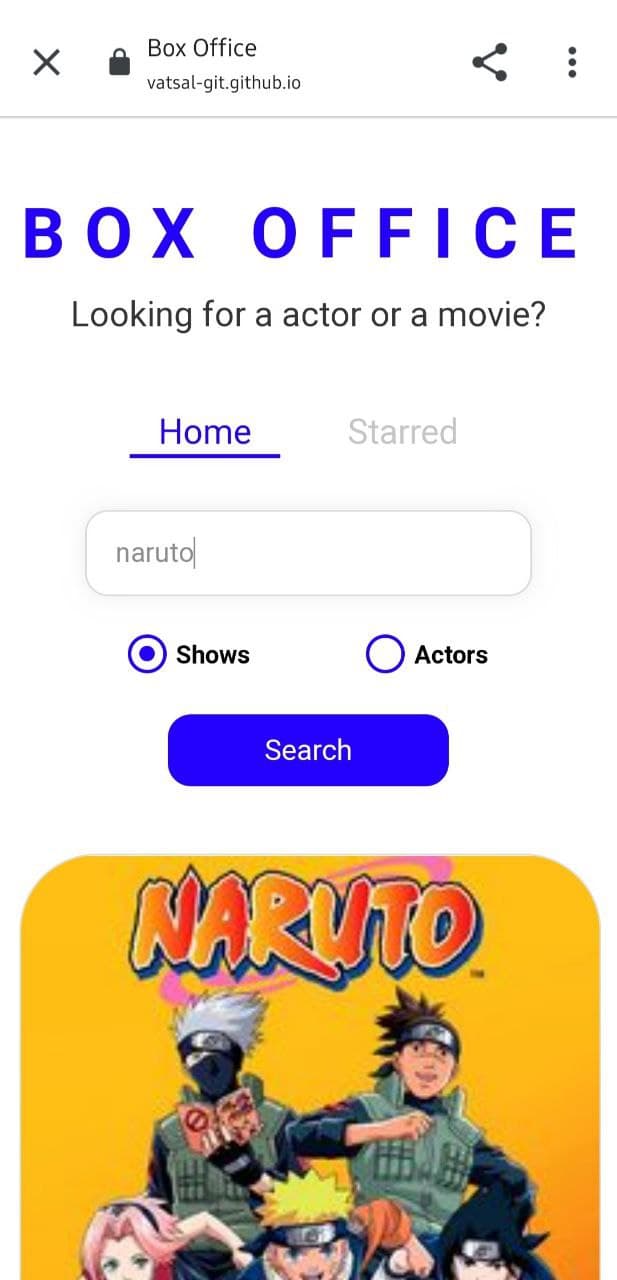 Box Office
vatsal-git.github.io
BOX OFFICE
Looking for a actor or a movie?
Home Starred
naruto
Shows Actors
Search
NARUTO
TM